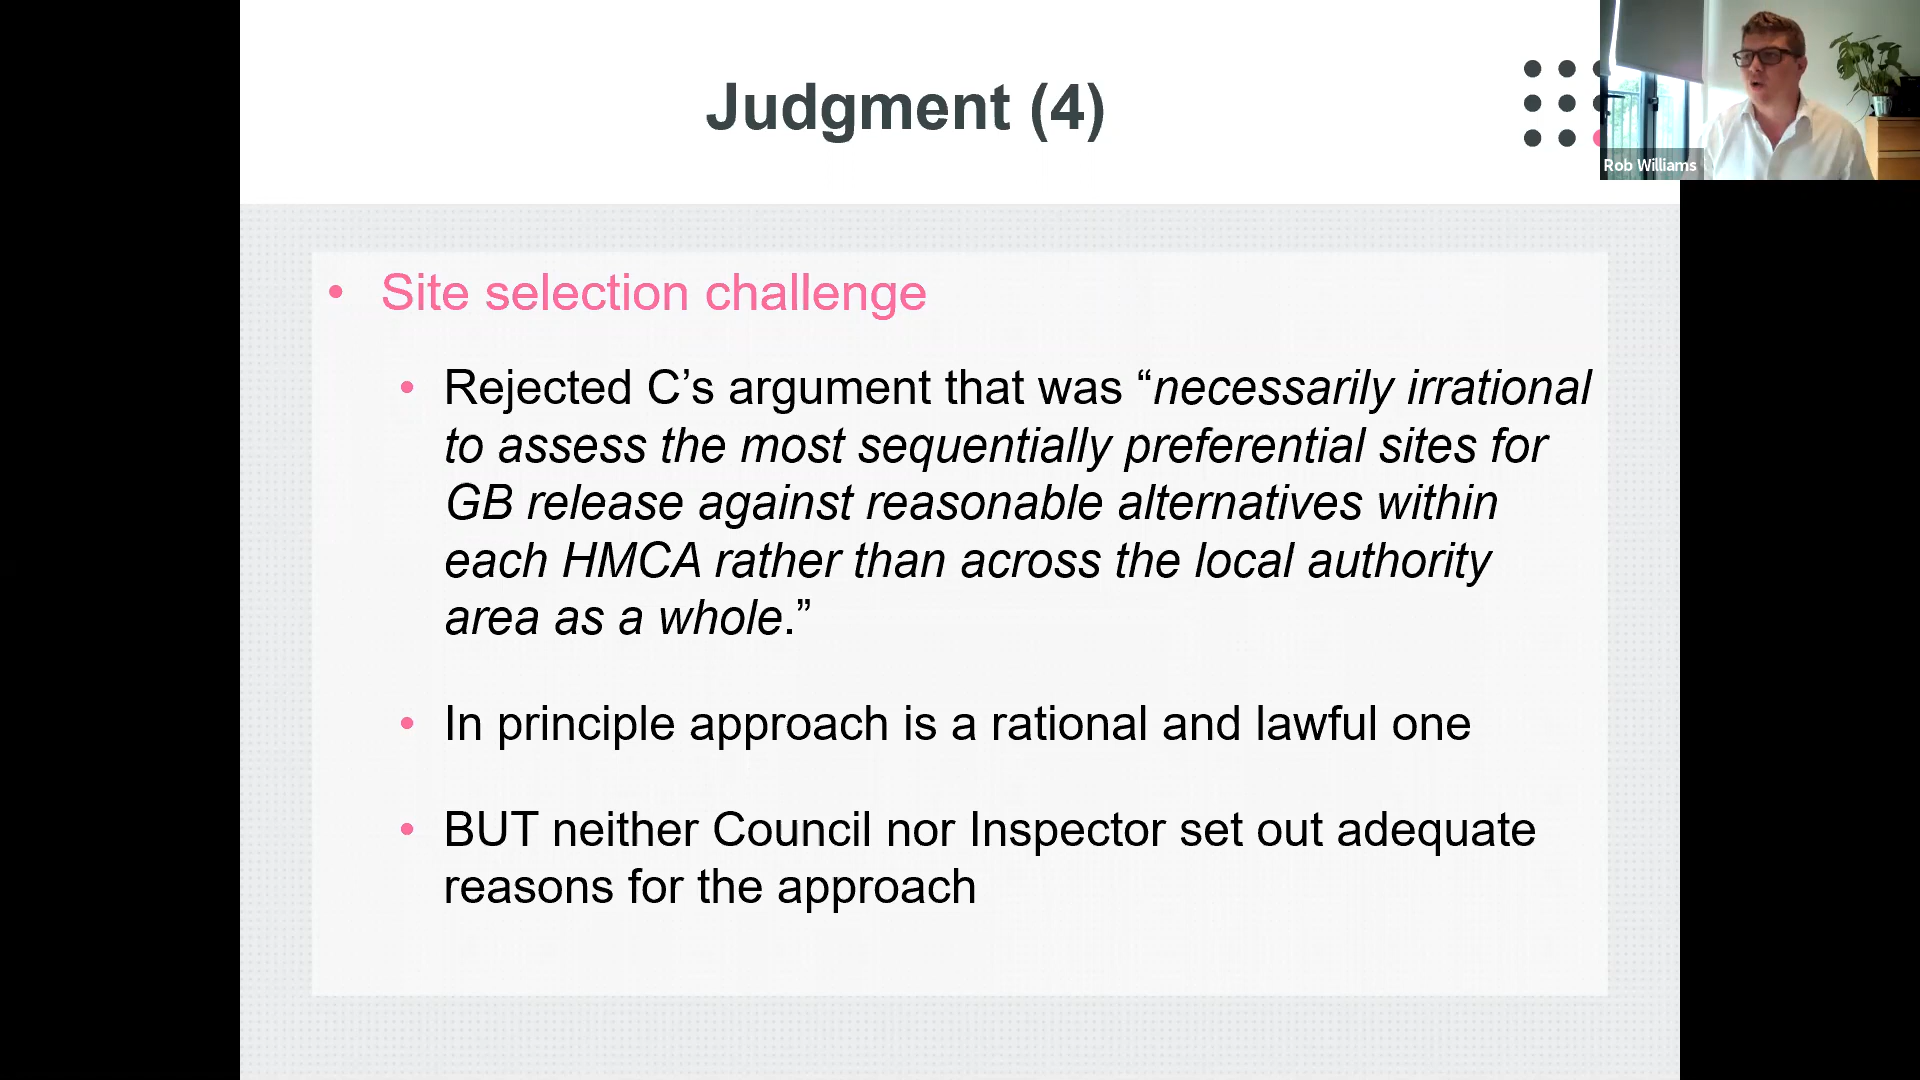 Judgment (4)
Rob Williams
• Site selection challenge
• Rejected C’s argument that was “necessarily irrational
to assess the most sequentially preferential sites for
GB release against reasonable alternatives within
each HMCA rather than across the local authority
area as a whole.”
• In principle approach is a rational and lawful one
• BUT neither Council nor Inspector set out adequate
reasons for the approach